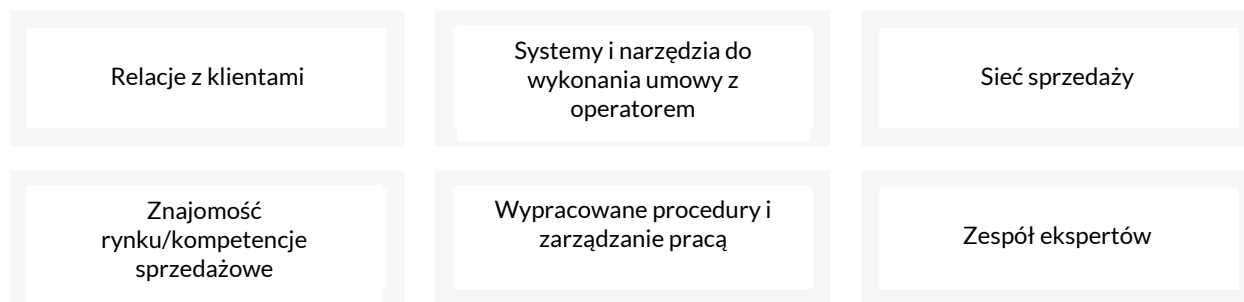 Relacje z klientami
Systemy i narzędzia do
wykonania umowy z
operatorem
Sieć sprzedaży
Znajomość
rynku/kompetencje
sprzedażowe
Wypracowane procedury i
zarządzanie pracą
Zespół ekspertów